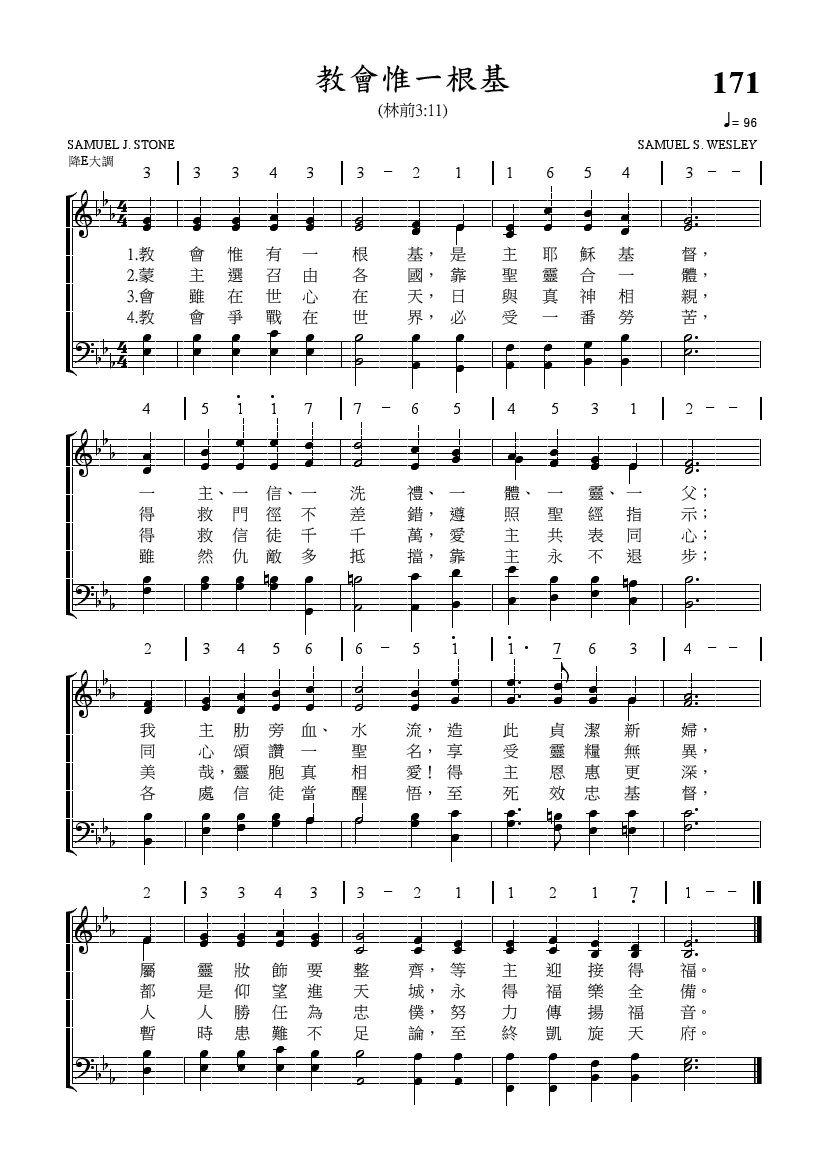 教會惟一根基
171
(林前3:11)
♩= 96
SAMUEL J. STONE
SAMUEL S. WESLEY
降E大調
3 | 3 3 4 3 | 3 – 2 1 | 1 6 5 4 | 3 – – |
1.教會惟有一根基，是主耶穌基督，
2.蒙主選召由各國，靠聖靈合一體，
3.會雖在世心在天，日與真神相親，
4.教會爭戰在世界，必受一番勞苦，
4 | 5 1̇ 1̇ 7 | 7 – 6 5 | 4 5 3 1 | 2 – – |
一主、一信、一洗禮、一體、一靈、一父；
得救門徑不差錯，遵照聖經指示；
得救信徒千千萬，愛主共表同心；
雖然仇敵多抵擋，靠主永不退步；
2 | 3 4 5 6 | 6 – 5 1̇ | 1̇· 7 6 3 | 4 – – |
我主肋旁血、水流，造此貞潔新婦，
同心頌讚一聖名，享受靈糧無異，
美哉，靈胞真相愛！得主恩惠更深，
各處信徒當醒悟，至死效忠基督，
2 | 3 3 4 3 | 3 – 2 1 | 1 2 1 7̣ | 1 – – ‖
屬靈妝飾要整齊，等主迎接得福。
都是仰望進天城，永得福樂全備。
人人勝任為忠僕，努力傳揚福音。
暫時患難不足論，至終凱旋天府。